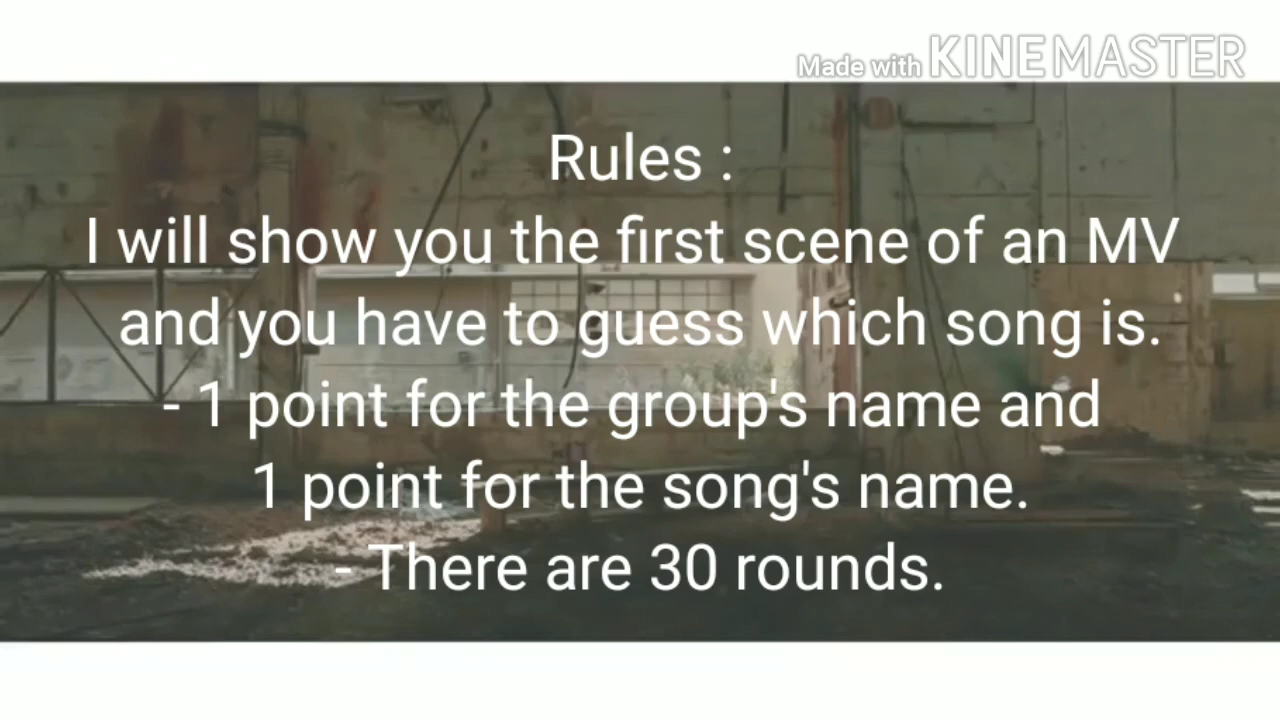 Made with KINEMASTER
Rules :
I will show you the first scene of an MV
and you have to guess which song is.
- 1 point for the group's name and
1 point for the song's name.
- There are 30 rounds.